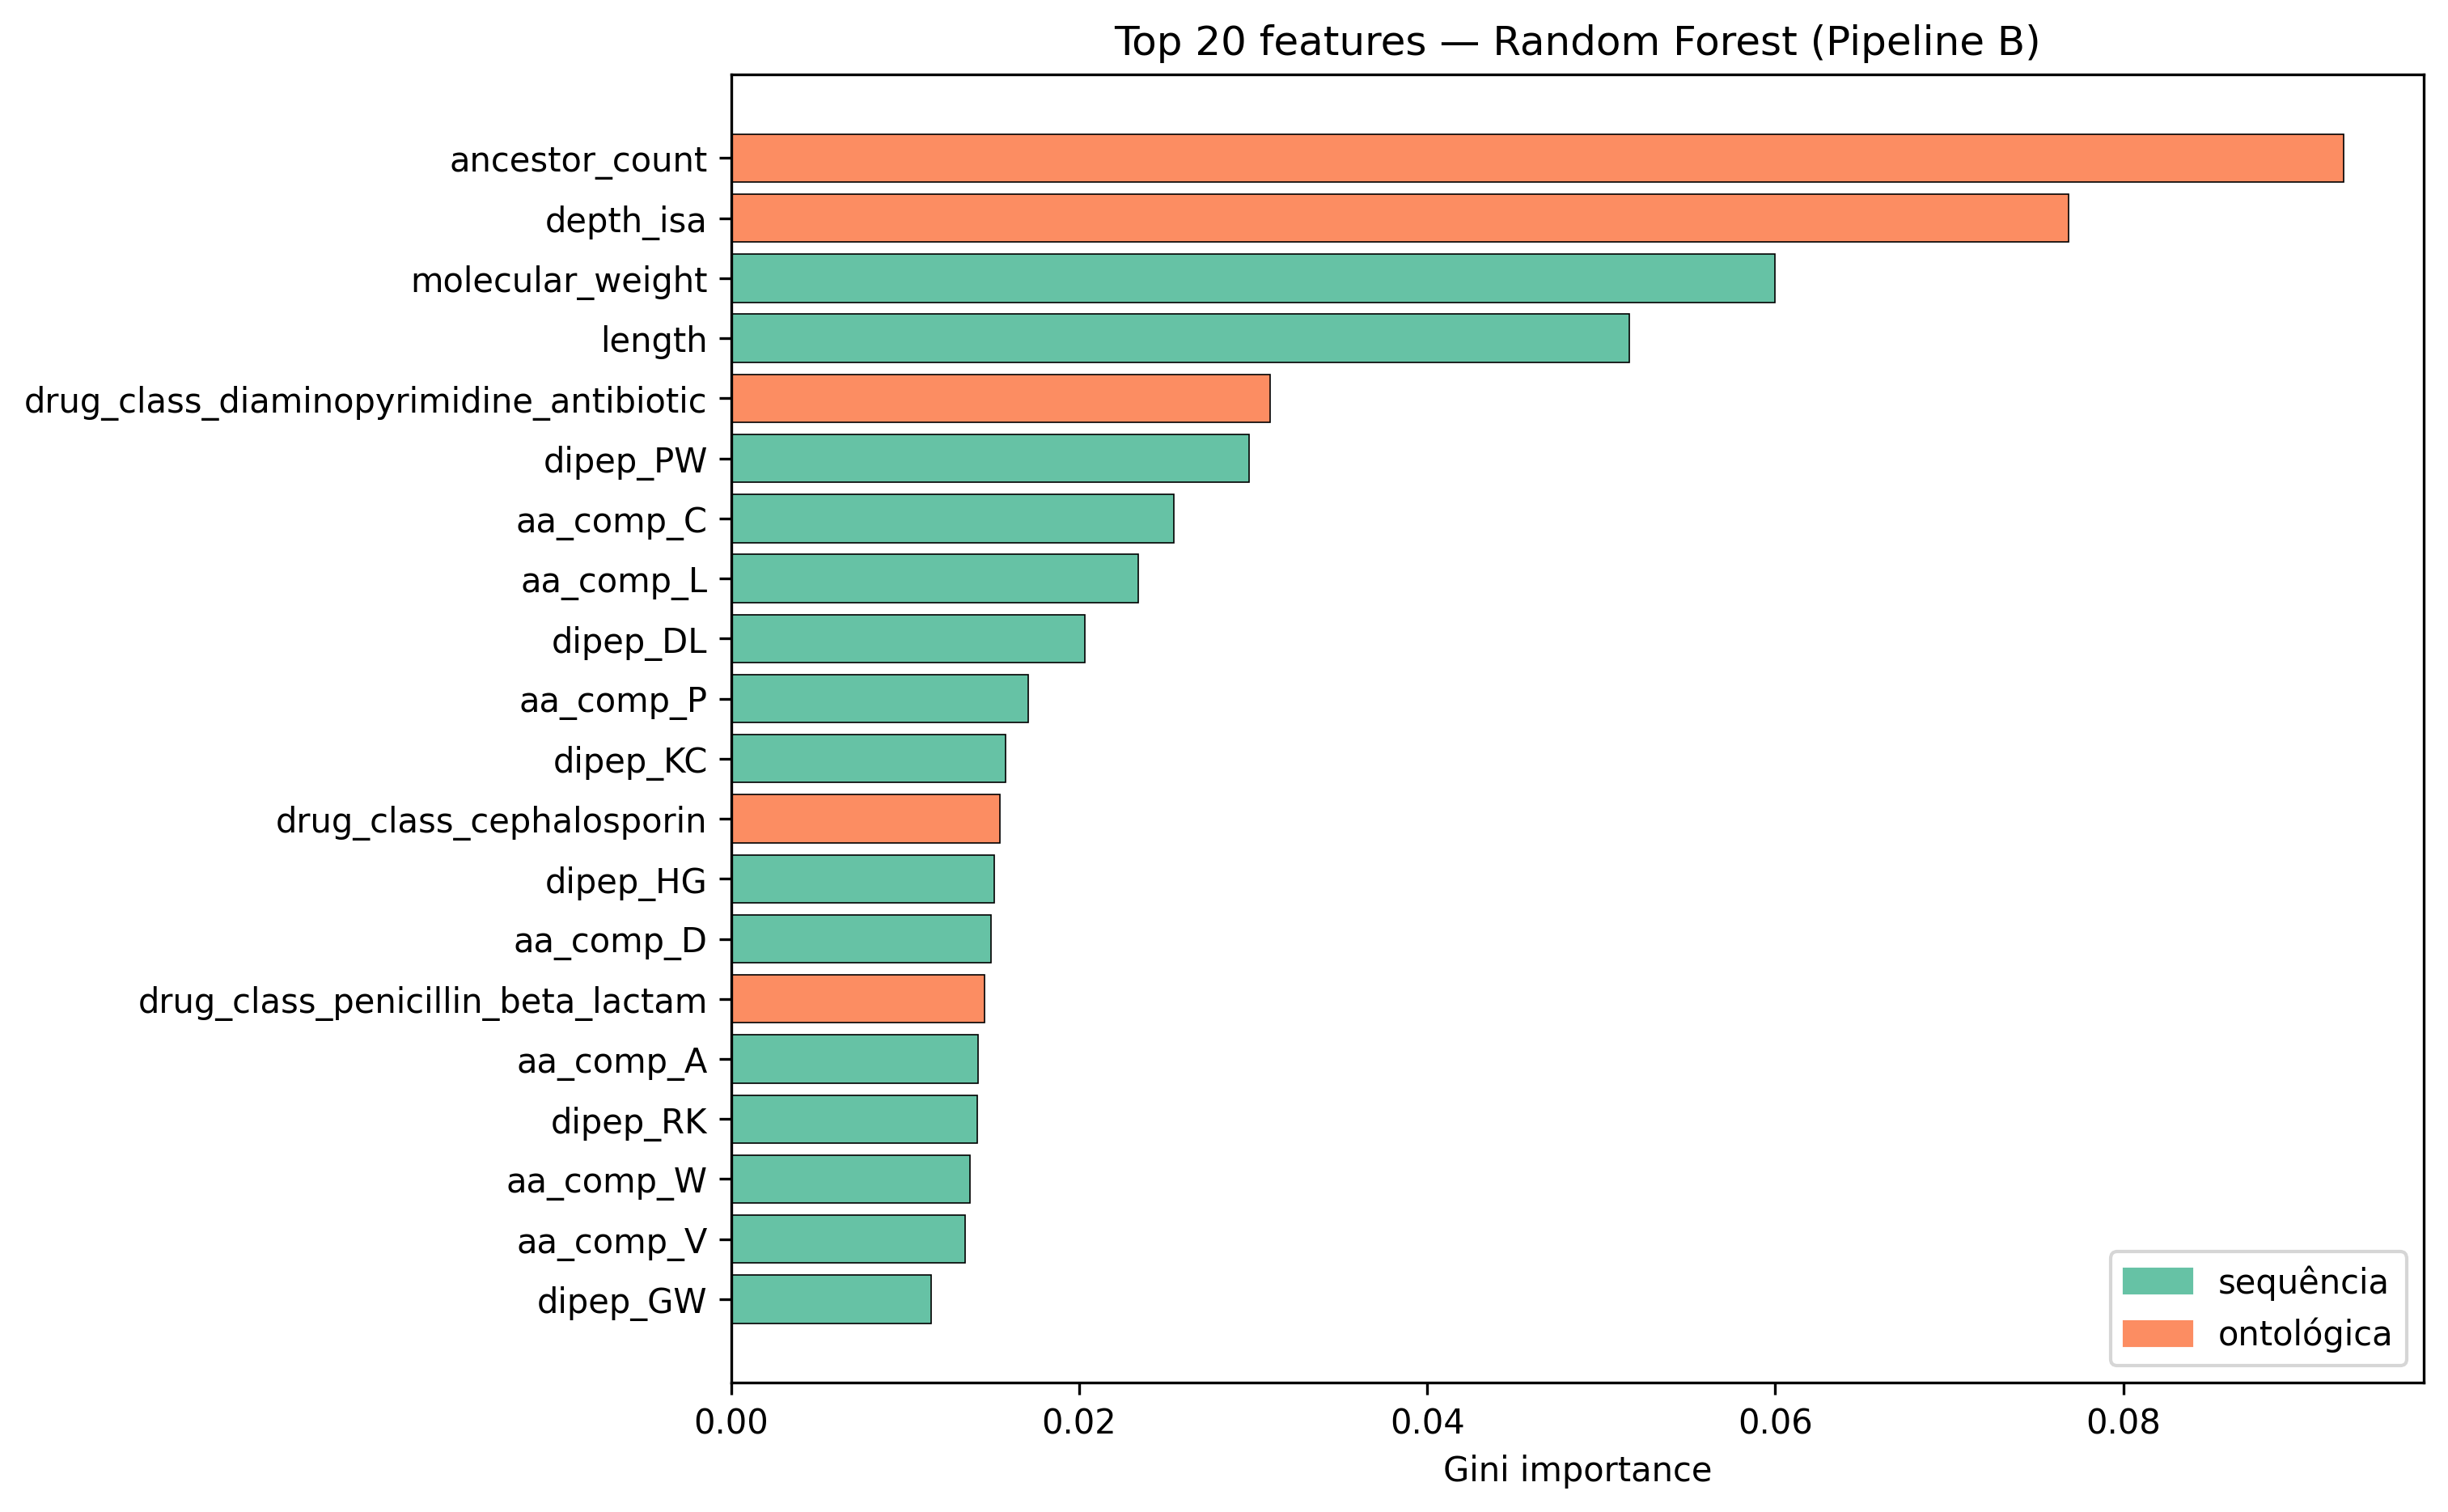 Top 20 features — Random Forest (Pipeline B)
ancestor_count
depth_isa
molecular_weight
length
drug_class_diaminopyrimidine_antibiotic
dipep_PW
aa_comp_C
aa_comp_L
dipep_DL
aa_comp_P
dipep_KC
drug_class_cephalosporin
dipep_HG
aa_comp_D
drug_class_penicillin_beta_lactam
aa_comp_A
dipep_RK
aa_comp_W
aa_comp_V
dipep_GW
sequência
ontológica
0.00 0.02 0.04 0.06 0.08
Gini importance